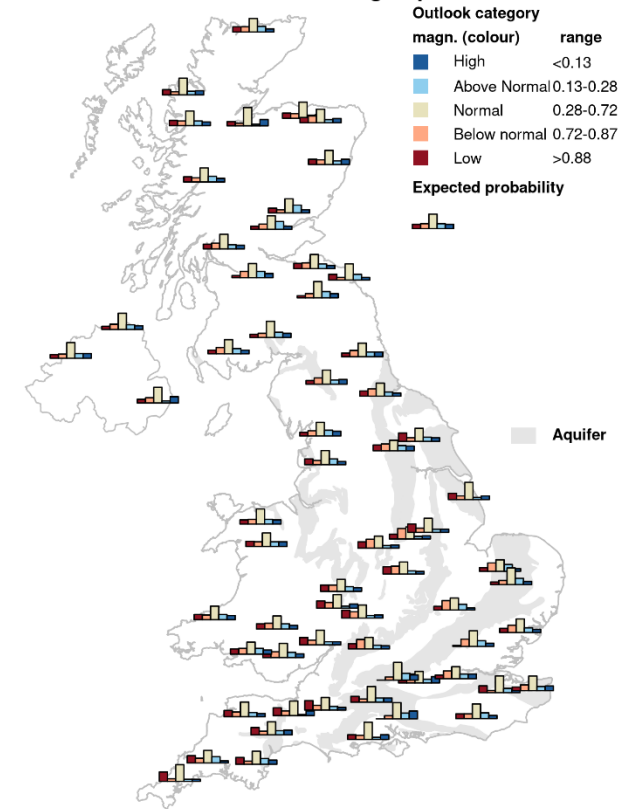 Outlook category
magn. (colour) range
High <0.13
Above Normal 0.13-0.28
Normal 0.28-0.72
Below normal 0.72-0.87
Low >0.88
Expected probability
Aquifer